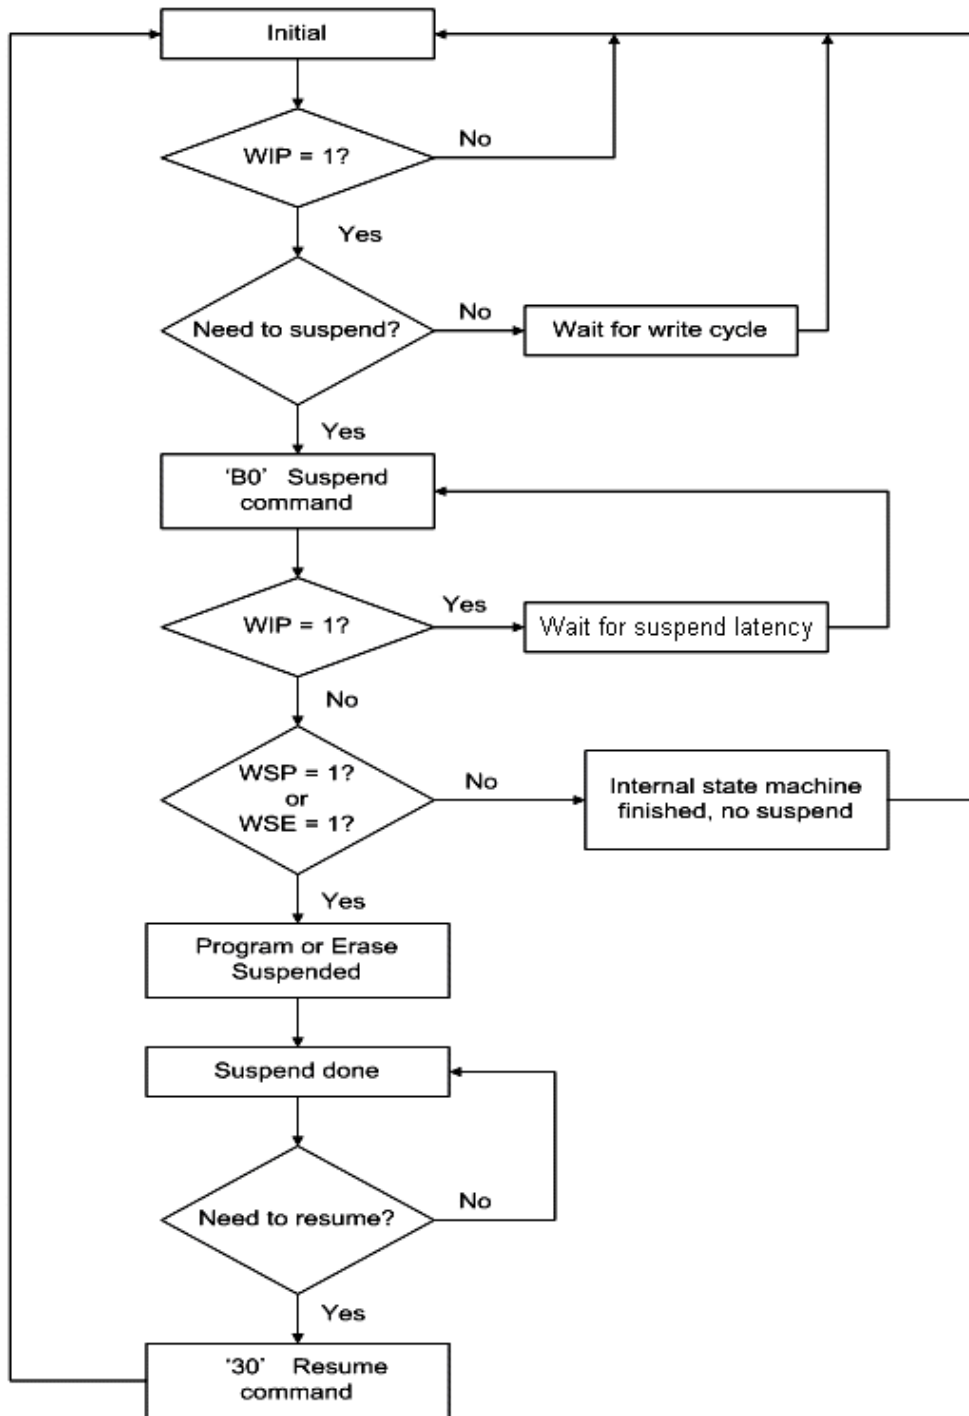 Initial
WIP = 1?
No
Yes
Need to suspend?
No
Wait for write cycle
Yes
'B0' Suspend
command
WIP = 1?
Yes
Wait for suspend latency
No
WSP = 1?
or
WSE = 1?
No
Internal state machine
finished, no suspend
Yes
Program or Erase
Suspended
Suspend done
Need to resume?
No
Yes
'30' Resume
command